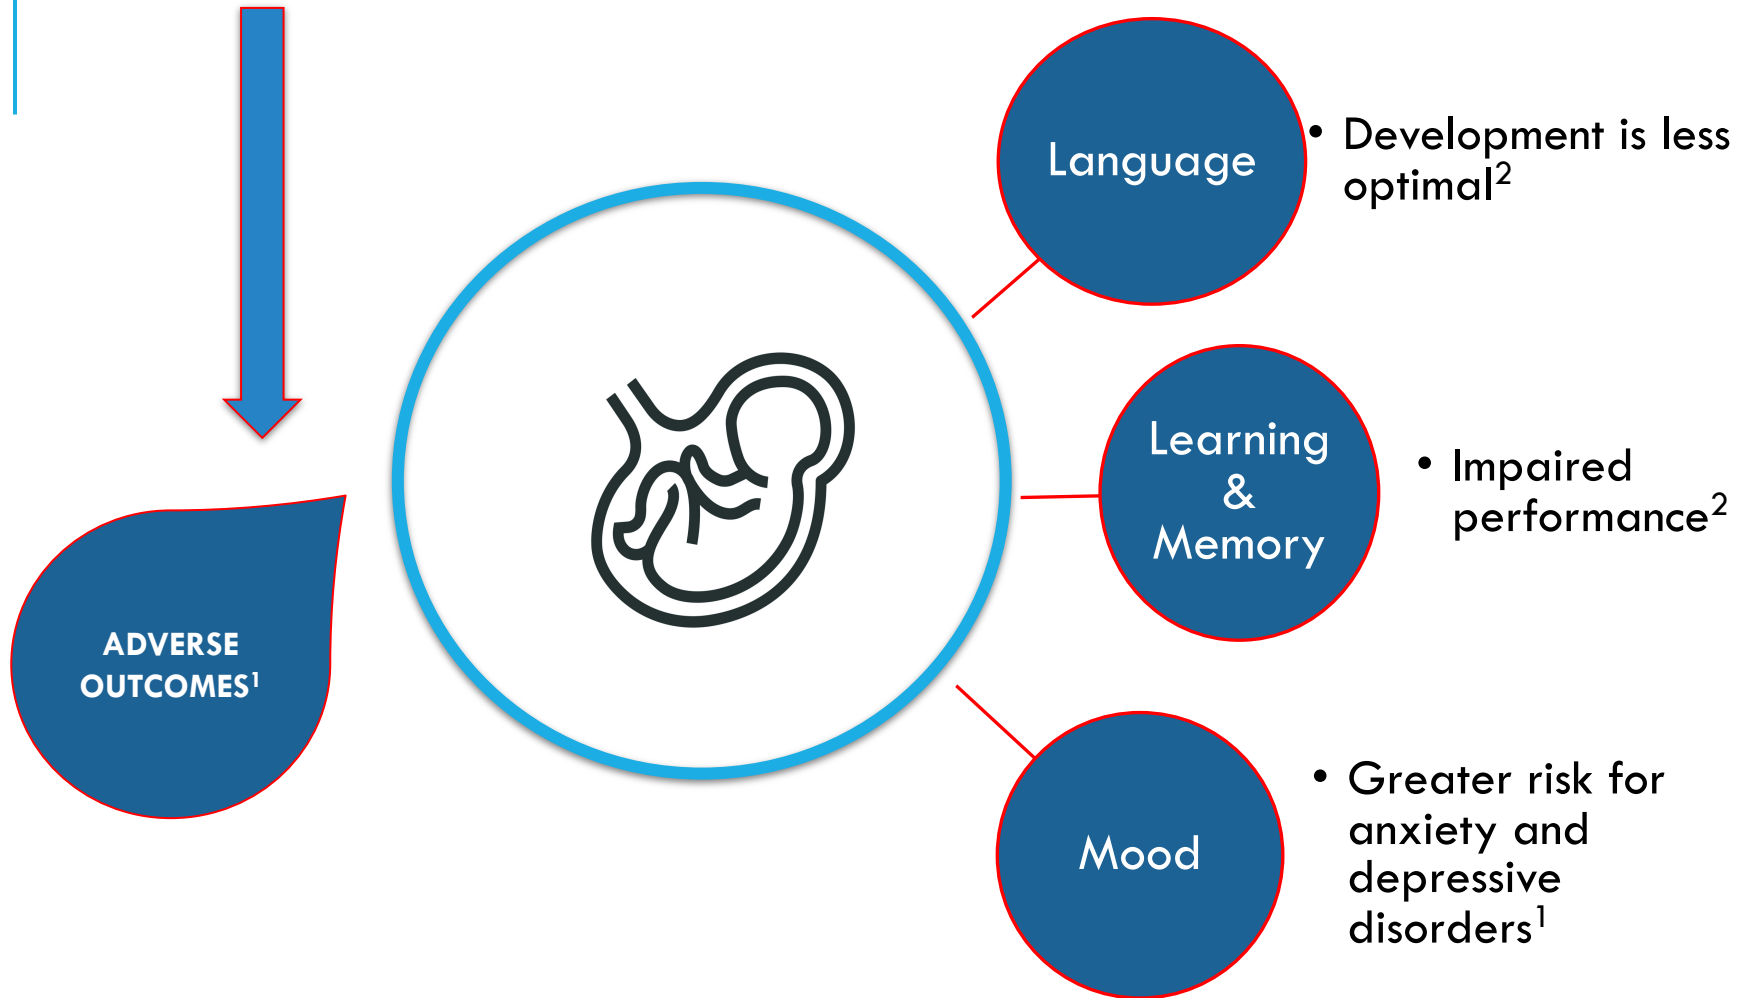 Language
• Development is less
optimal²
Learning
&
Memory
• Impaired
performance²
ADVERSE
OUTCOMES¹
Mood
• Greater risk for
anxiety and
depressive
disorders¹